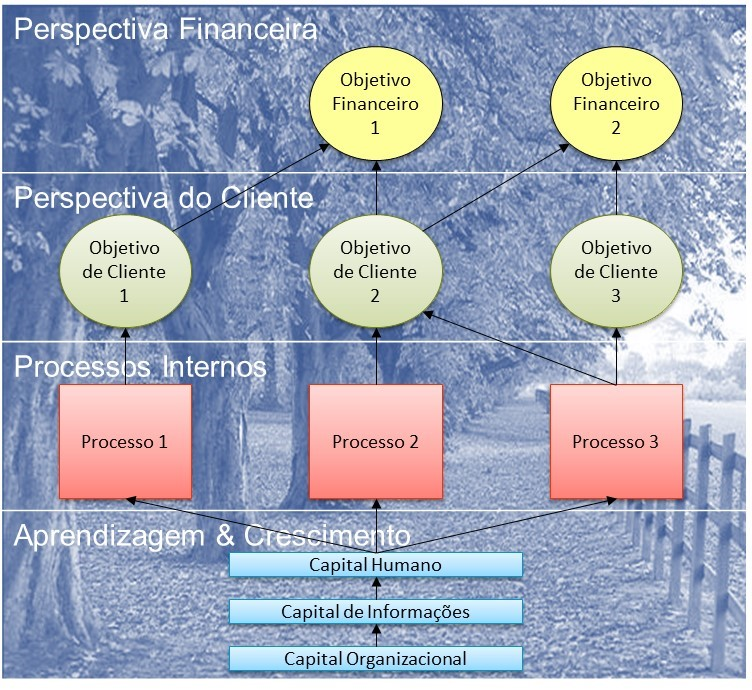 Perspectiva Financeira
Objetivo
Financeiro
1
Objetivo
Financeiro
2
Perspectiva do Cliente
Objetivo
de Cliente
1
Objetivo
de Cliente
2
Objetivo
de Cliente
3
Processos Internos
Processo 1
Processo 2
Processo 3
Aprendizagem & Crescimento
Capital Humano
Capital de Informações
Capital Organizacional